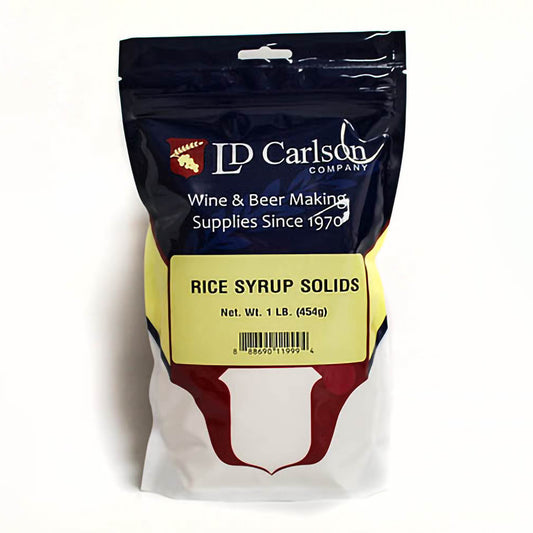 LD Carlson
COMPANY
Wine & Beer Making
Supplies Since 1970
RICE SYRUP SOLIDS
Net. Wt. 1 LB. (454g)
8 88690 11999 4